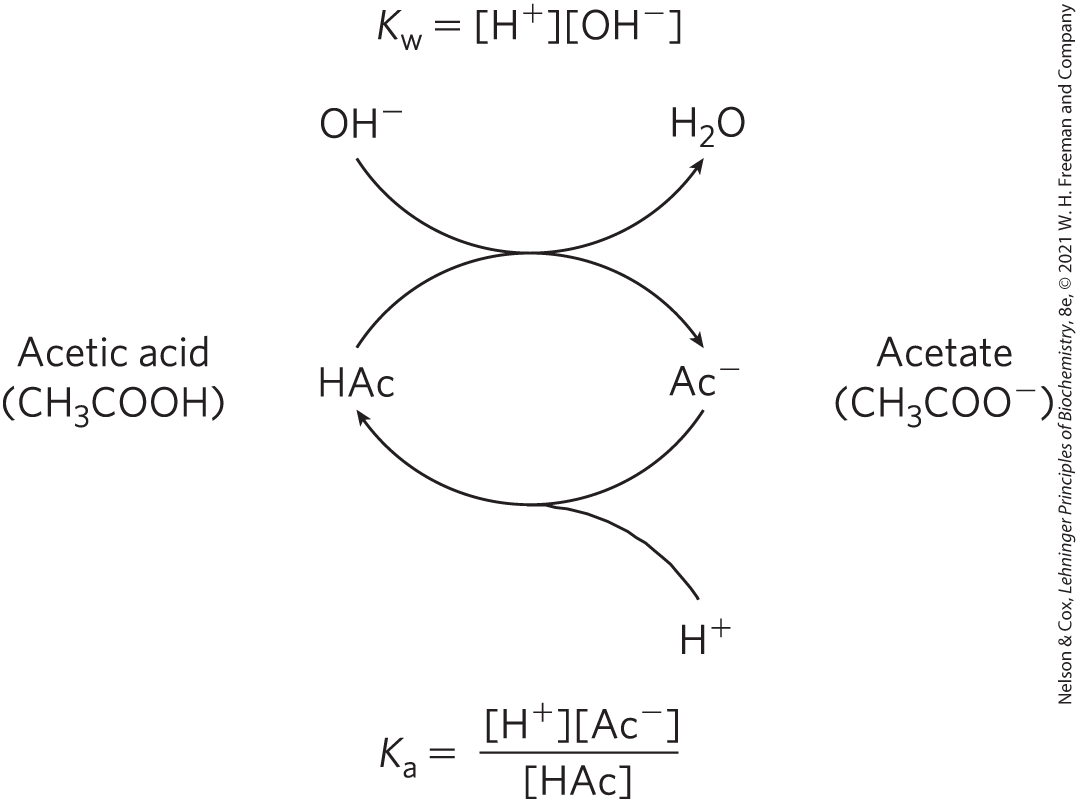 K_w = [H⁺][OH⁻]
OH⁻
H₂O
Acetic acid
(CH₃COOH)
HAc
Ac⁻
Acetate
(CH₃COO⁻)
H⁺
Kₐ = [H⁺][Ac⁻] / [HAc]
Nelson & Cox, Lehninger Principles of Biochemistry, 8e, © 2021 W. H. Freeman and Company